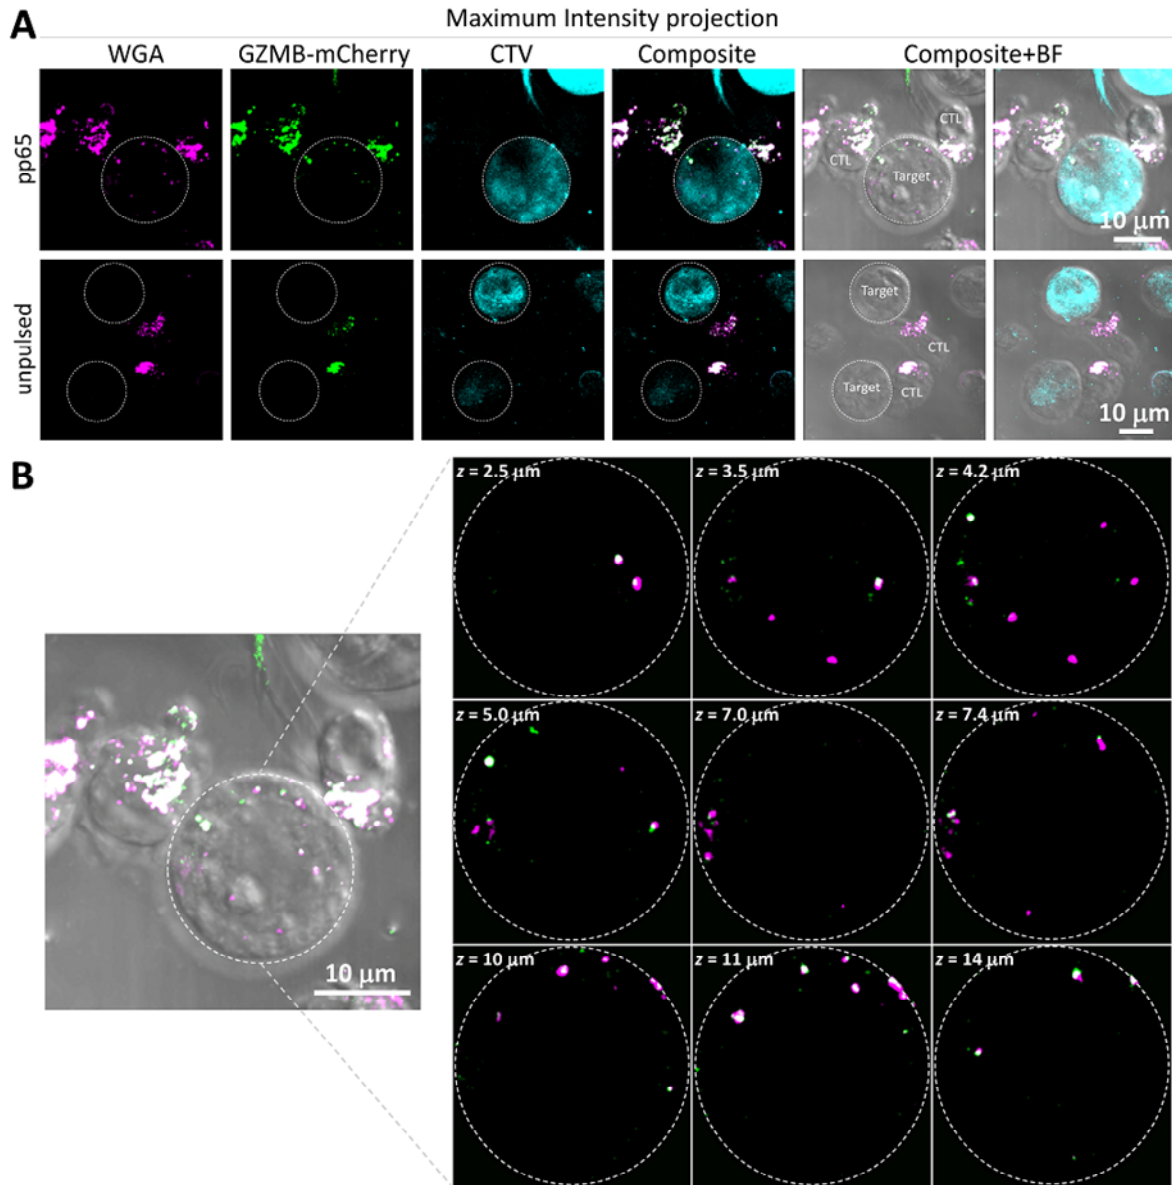 A
Maximum Intensity projection
WGA GZMB-mCherry CTV Composite Composite+BF
pp65
CTL
CTL
Target
10 μm
unpulsed
Target
CTL
Target
CTL
10 μm
B
z = 2.5 μm z = 3.5 μm z = 4.2 μm
z = 5.0 μm z = 7.0 μm z = 7.4 μm
10 μm
z = 10 μm z = 11 μm z = 14 μm